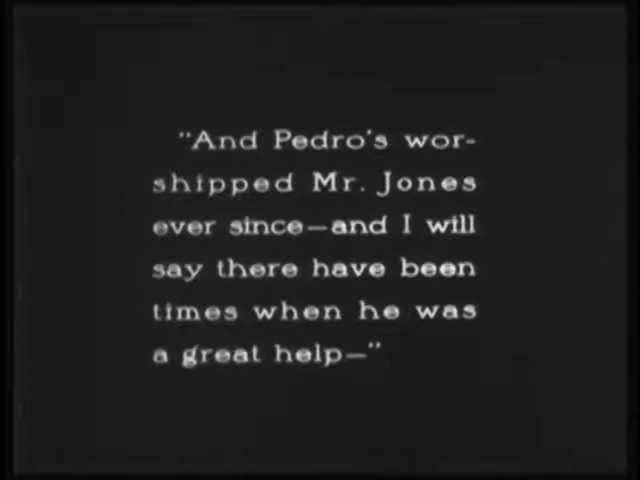 "And Pedro's wor-
shipped Mr. Jones
ever since—and I will
say there have been
times when he was
a great help—"